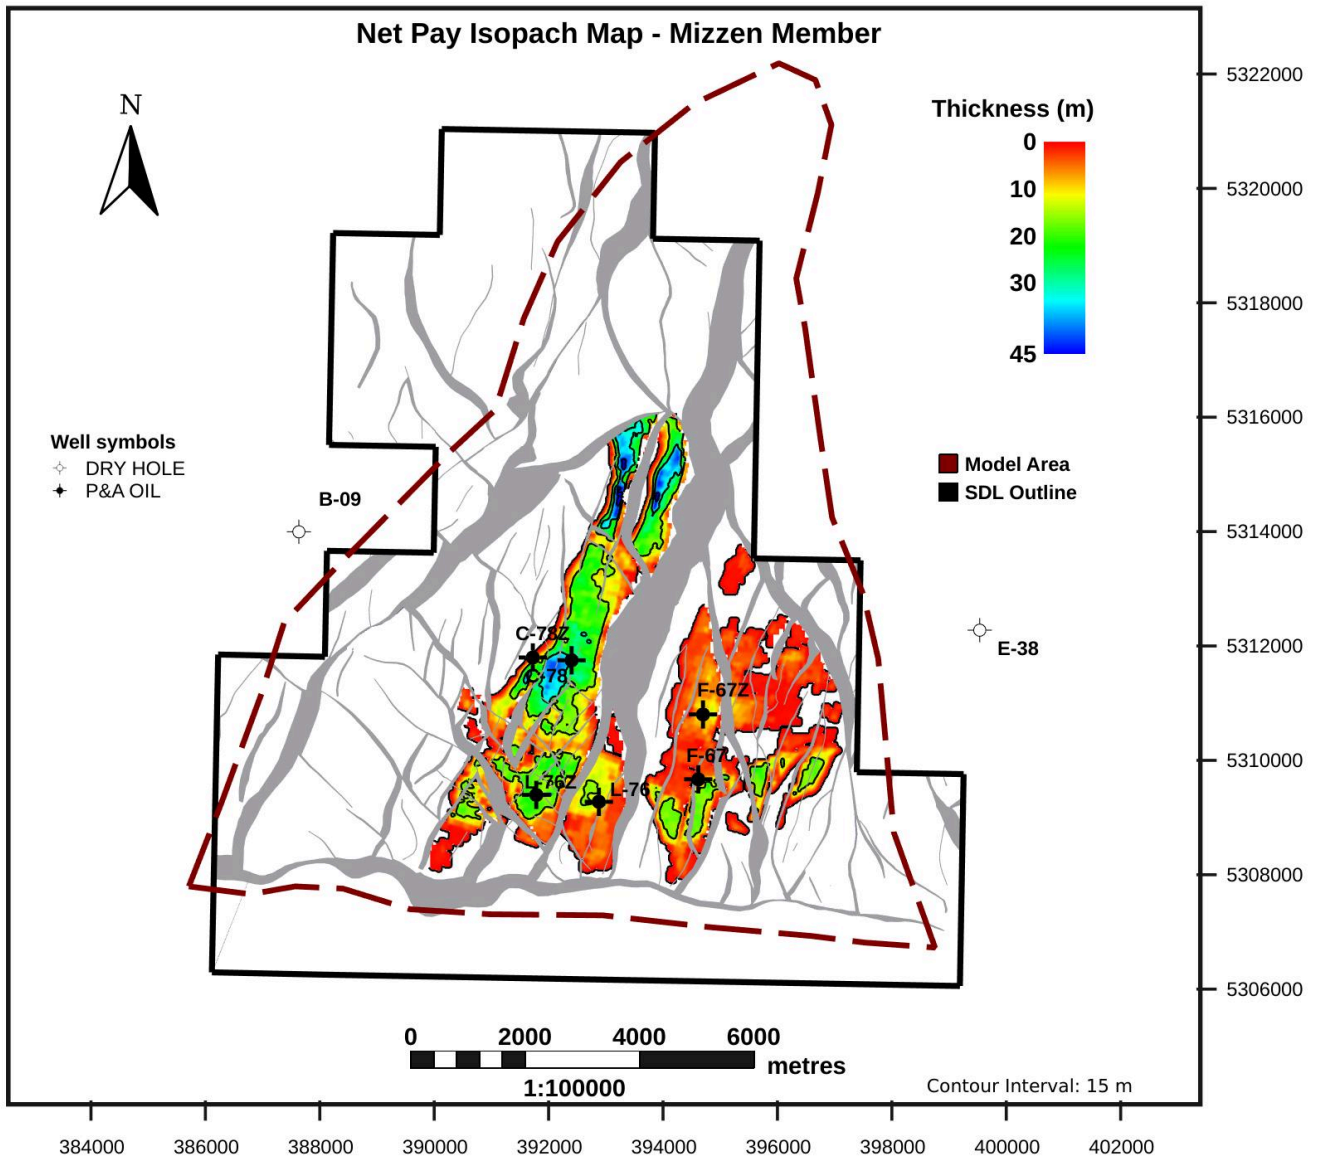 Net Pay Isopach Map - Mizzen Member
N
Thickness (m)
0
10
20
30
45
Well symbols
DRY HOLE
P&A OIL
Model Area
SDL Outline
B-09
E-38
C-78Z
C-78
F-67Z
F-67
L-76Z
L-76
0 2000 4000 6000
metres
1:100000
Contour Interval: 15 m
5322000
5320000
5318000
5316000
5314000
5312000
5310000
5308000
5306000
384000 386000 388000 390000 392000 394000 396000 398000 400000 402000